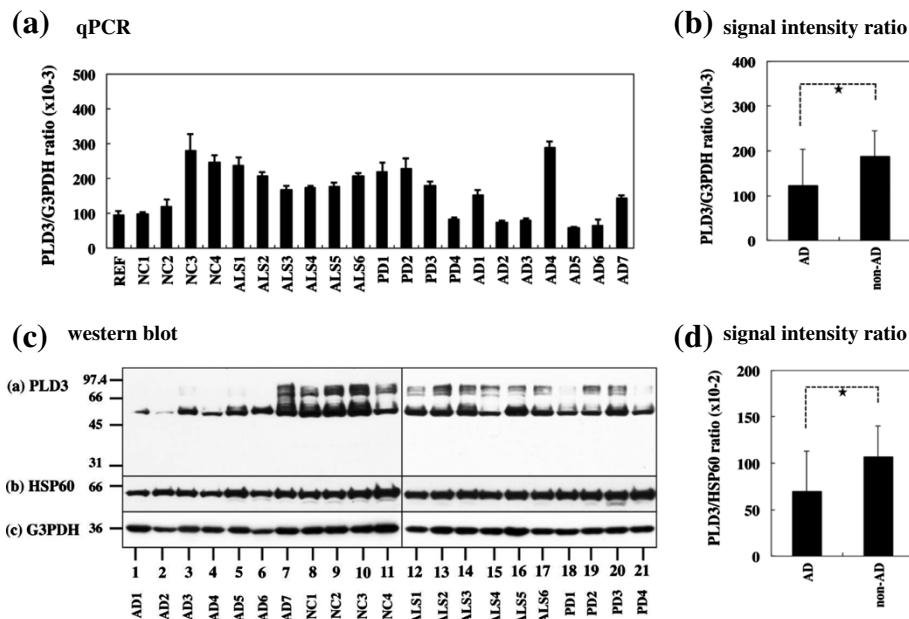 (a) qPCR
PLD3/G3PDH ratio (x10-3)
500
400
300
200
100
0
REF NC1 NC2 NC3 NC4 ALS1 ALS2 ALS3 ALS4 ALS5 ALS6 PD1 PD2 PD3 PD4 AD1 AD2 AD3 AD4 AD5 AD6 AD7
(b) signal intensity ratio
PLD3/G3PDH ratio (x10-3)
400
300
200
100
0
★
AD non-AD
(c) western blot
(a) PLD3
97.4
66
45
31
(b) HSP60 66
(c) G3PDH 36
1 2 3 4 5 6 7 8 9 10 11 12 13 14 15 16 17 18 19 20 21
AD1 AD2 AD3 AD4 AD5 AD6 AD7 NC1 NC2 NC3 NC4 ALS1 ALS2 ALS3 ALS4 ALS5 ALS6 PD1 PD2 PD3 PD4
(d) signal intensity ratio
PLD3/HSP60 ratio (x10-2)
200
150
100
50
0
★
AD non-AD